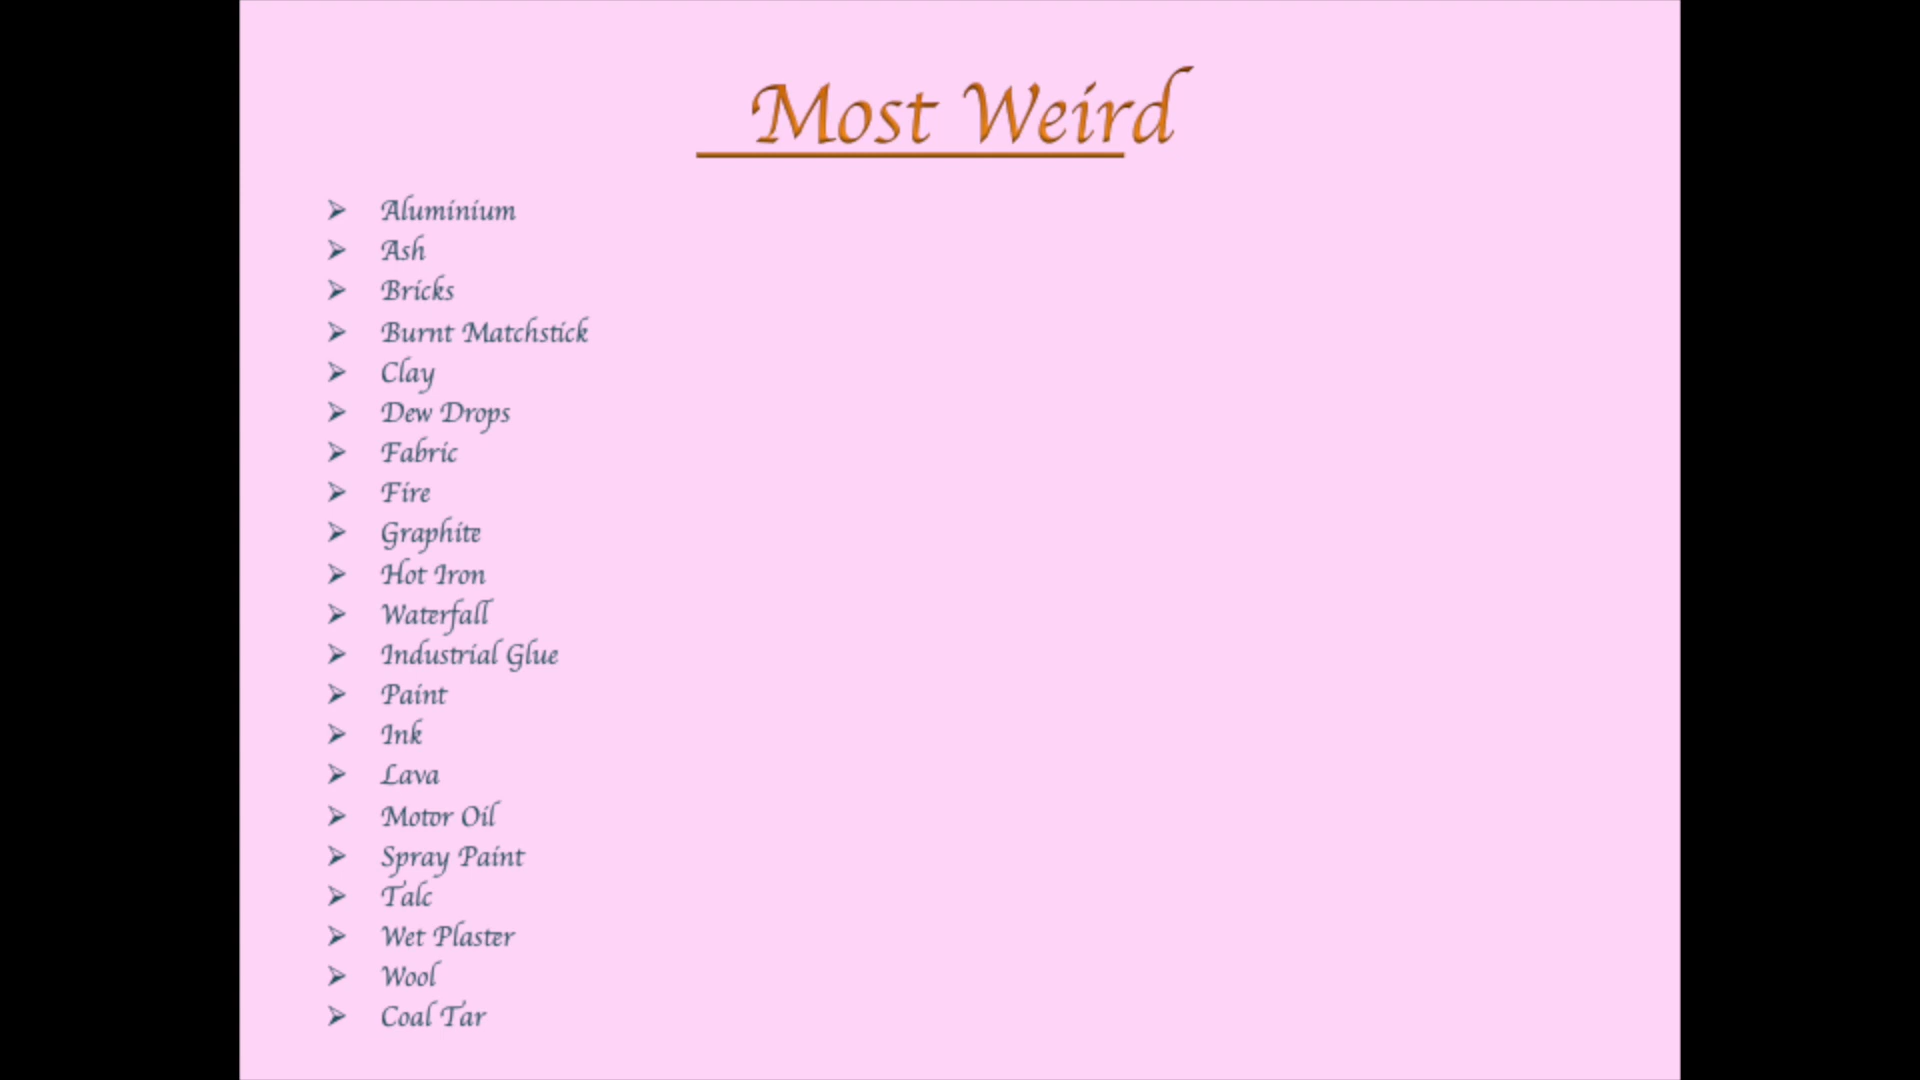 Most Weird
Aluminium
Ash
Bricks
Burnt Matchstick
Clay
Dew Drops
Fabric
Fire
Graphite
Hot Iron
Waterfall
Industrial Glue
Paint
Ink
Lava
Motor Oil
Spray Paint
Talc
Wet Plaster
Wool
Coal Tar